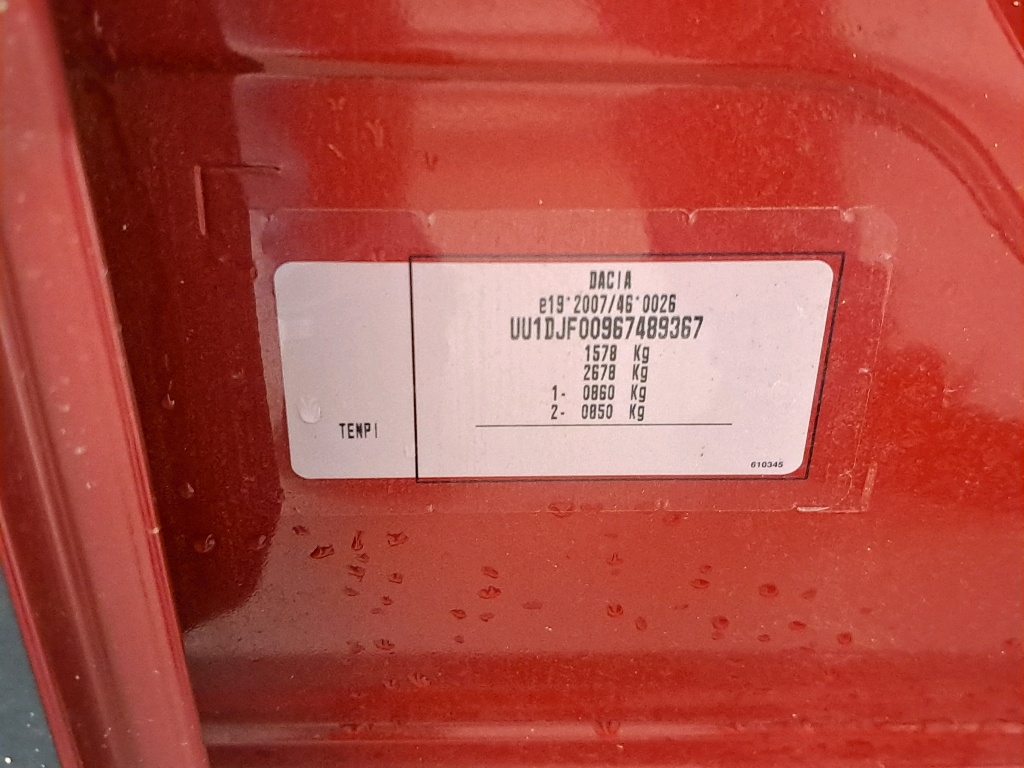 DACIA
e19*2007/46*0026
UU1DJF00967489367
1578 Kg
2678 Kg
1- 0860 Kg
2- 0850 Kg
TEMPI
610345